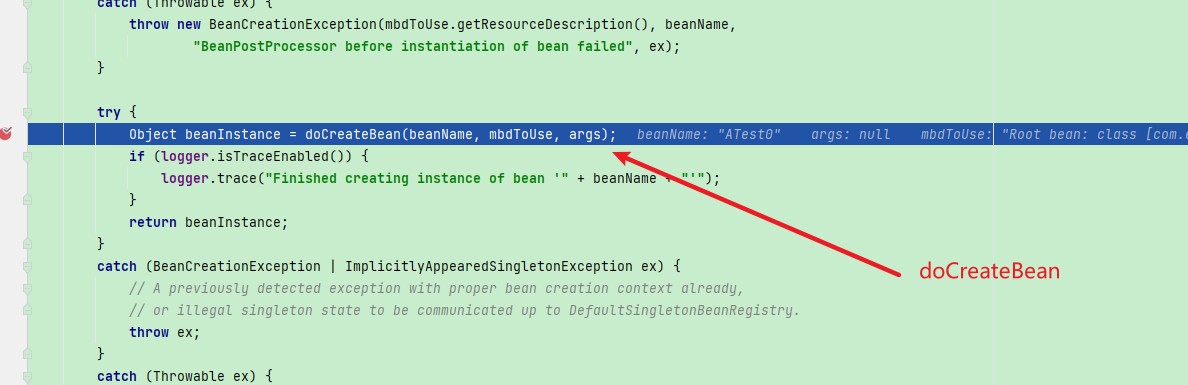 catch (Throwable ex) {
throw new BeanCreationException(mbdToUse.getResourceDescription(), beanName,
"BeanPostProcessor before instantiation of bean failed", ex);
}
try {
Object beanInstance = doCreateBean(beanName, mbdToUse, args); beanName: "ATest0" args: null mbdToUse: "Root bean: class [com.
if (logger.isTraceEnabled()) {
logger.trace("Finished creating instance of bean '" + beanName + "'");
}
return beanInstance;
}
doCreateBean
catch (BeanCreationException | ImplicitlyAppearedSingletonException ex) {
// A previously detected exception with proper bean creation context already,
// or illegal singleton state to be communicated up to DefaultSingletonBeanRegistry.
throw ex;
}
catch (Throwable ex) {